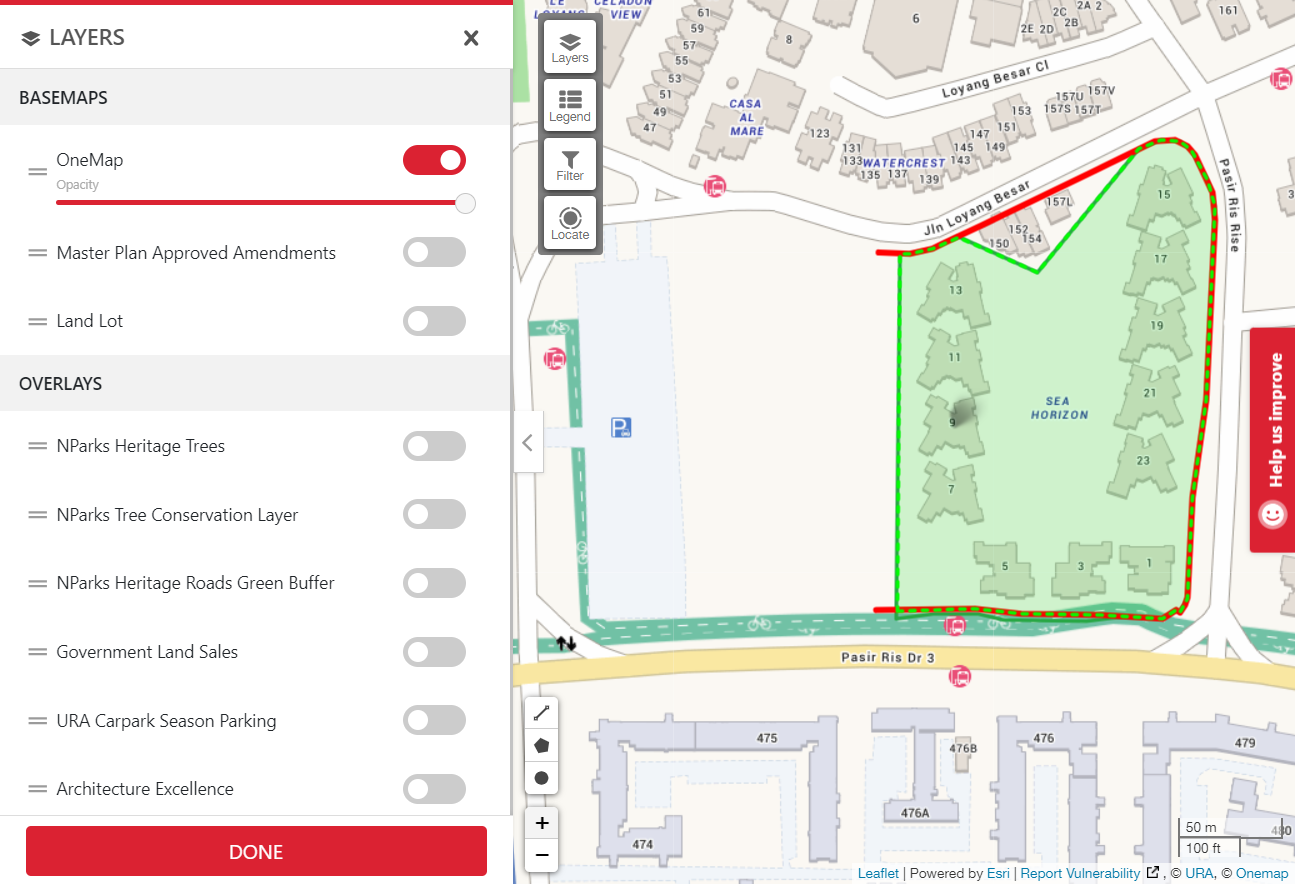 LAYERS
BASEMAPS
OneMap
Opacity
Master Plan Approved Amendments
Land Lot
OVERLAYS
NParks Heritage Trees
NParks Tree Conservation Layer
NParks Heritage Roads Green Buffer
Government Land Sales
URA Carpark Season Parking
Architecture Excellence
DONE
Layers
Legend
Filter
Locate
LE
LOYANG
CELADON
VIEW
61
59
57
55
53
51
49
47
8
6
2C
2A 2
2B
2E 2D
161
Loyang Besar Cl
CASA
AL
MARE
123
131
133
WATERCREST
135
137
139
143
145
147
149
151
153
157U
157V
157S
157T
Jln Loyang Besar
157L
150
152
154
Pasir Ris Rise
15
17
19
21
23
13
11
9
7
5
3
1
SEA
HORIZON
P
Help us improve
Pasir Ris Dr 3
475
474
476B
476A
476
479
480
+
−
50 m
100 ft
Leaflet | Powered by Esri | Report Vulnerability , © URA, © Onemap